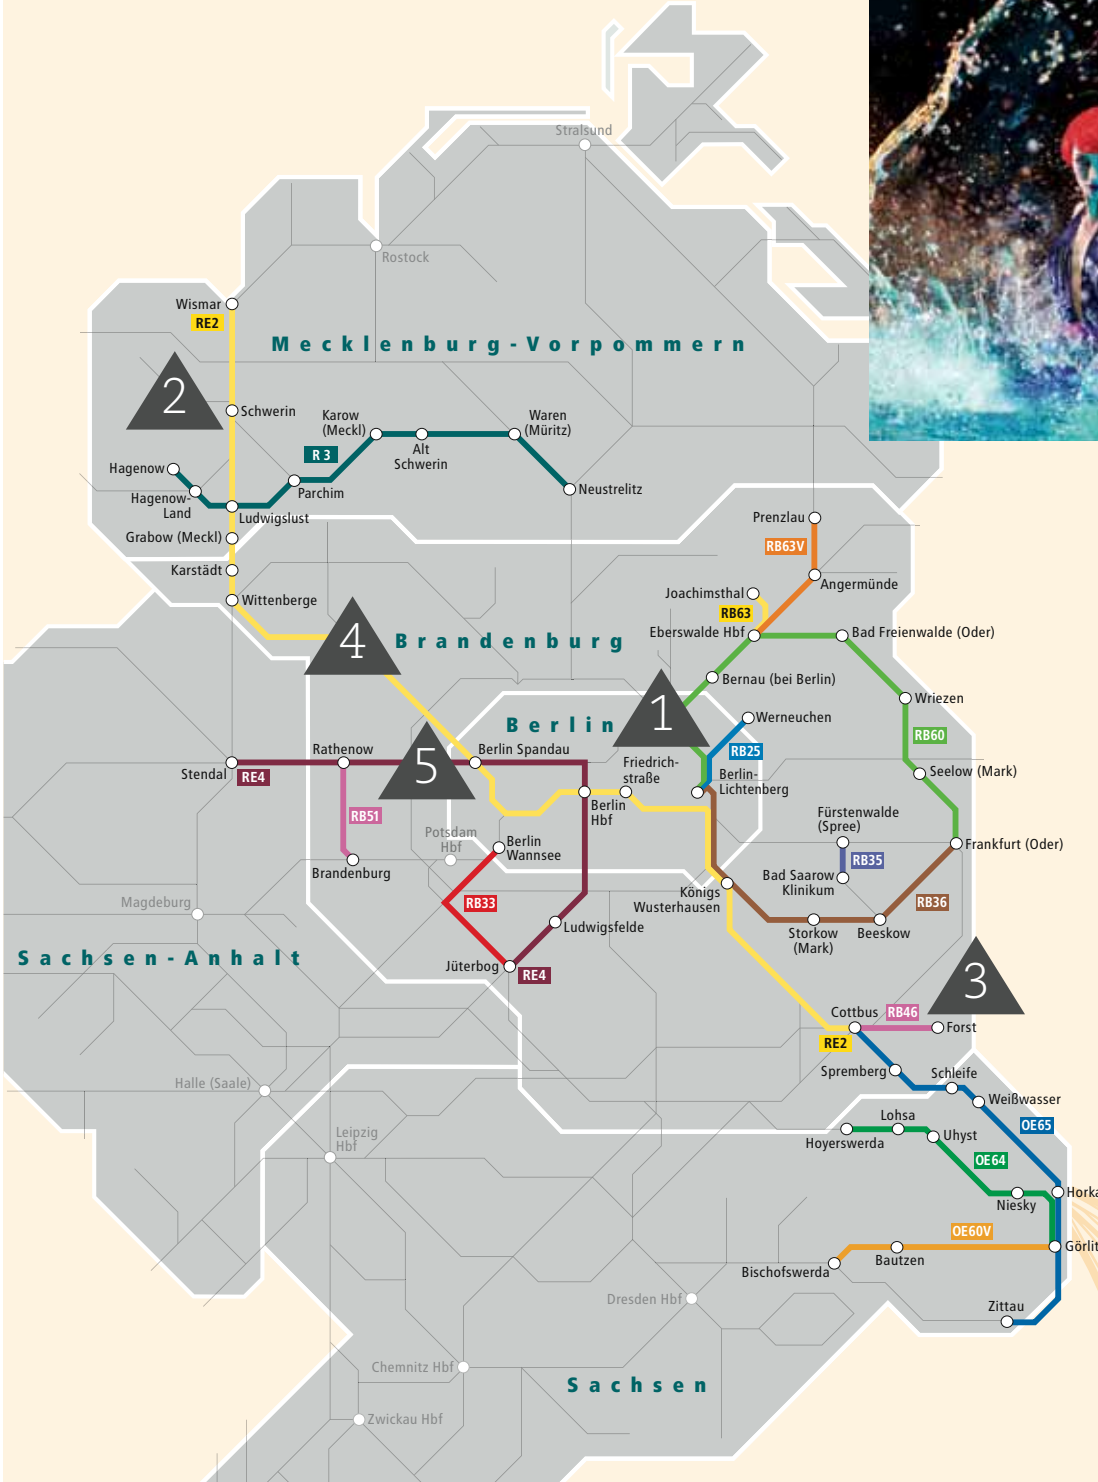 Stralsund
Rostock
Wismar
RE2
Mecklenburg-Vorpommern
2
Schwerin
Karow
(Meckl)
Waren
(Müritz)
R 3
Alt
Schwerin
Hagenow
Hagenow-
Land
Parchim
Neustrelitz
Ludwigslust
Grabow (Meckl)
Karstädt
Wittenberge
Prenzlau
RB63V
Angermünde
Joachimsthal
RB63
4
Brandenburg
Eberswalde Hbf
Bad Freienwalde (Oder)
Bernau (bei Berlin)
Wriezen
1
Berlin
Werneuchen
RB60
RB25
Rathenow
5
Berlin Spandau
Friedrich-
straße
Berlin-
Lichtenberg
Stendal
RE4
Seelow (Mark)
Berlin
Hbf
RB51
Fürstenwalde
(Spree)
Potsdam
Hbf
Berlin
Wannsee
Frankfurt (Oder)
RB35
Brandenburg
Bad Saarow
Klinikum
Königs
Wusterhausen
Magdeburg
RB33
RB36
Ludwigsfelde
Storkow
(Mark)
Beeskow
Sachsen-Anhalt
Jüterbog
RE4
3
Cottbus
RB46
Forst
RE2
Spremberg
Schleife
Halle (Saale)
Weißwasser
Lohsa
OE65
Leipzig
Hbf
Hoyerswerda
Uhyst
OE64
Horka
Niesky
OE60V
Görlit
Bautzen
Bischofswerda
Dresden Hbf
Zittau
Chemnitz Hbf
Sachsen
Zwickau Hbf